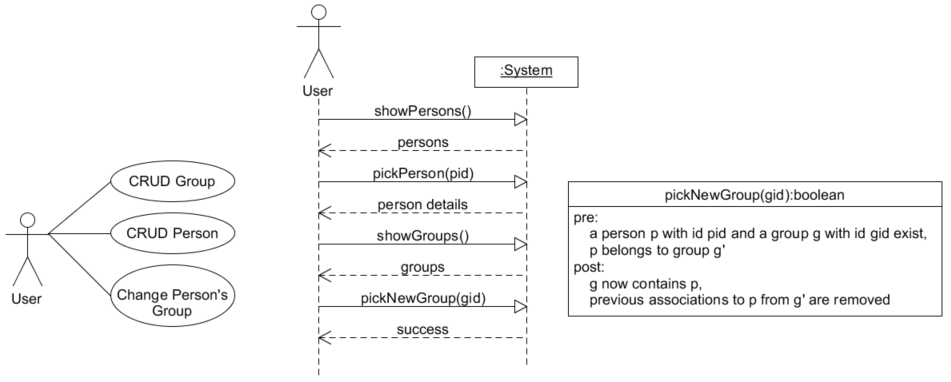 User
CRUD Group
CRUD Person
Change Person's
Group
User
:System
showPersons()
persons
pickPerson(pid)
person details
showGroups()
groups
pickNewGroup(gid)
success
pickNewGroup(gid):boolean
pre:
a person p with id pid and a group g with id gid exist,
p belongs to group g'
post:
g now contains p,
previous associations to p from g' are removed